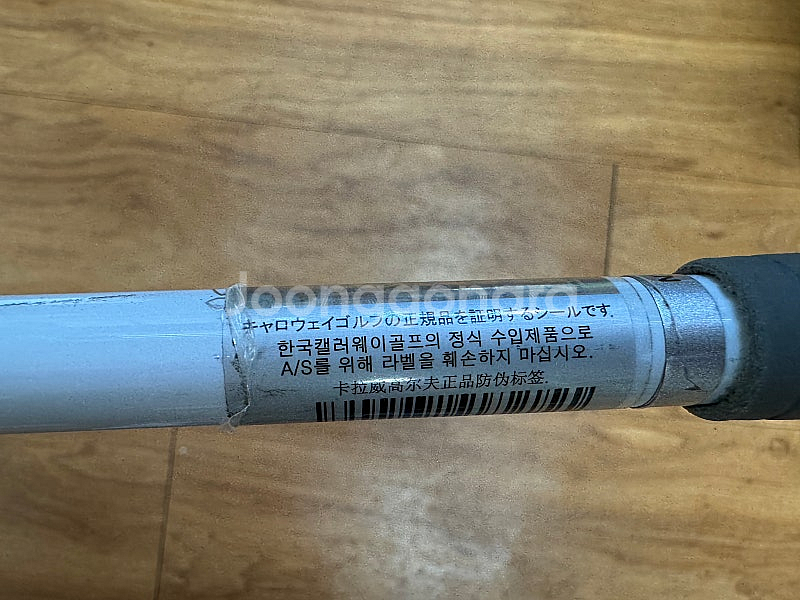 Joongonara
キャロウェイゴルフの正規品を証明するシールです.
한국캘러웨이골프의 정식 수입제품으로
A/S를 위해 라벨을 훼손하지 마십시오.
卡拉威高尔夫正品防伪标签.